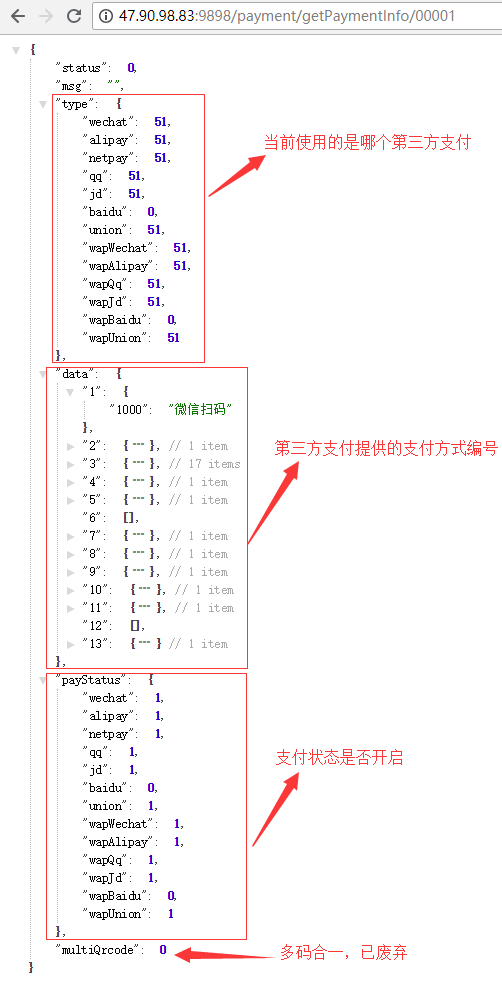 47.90.98.83:9898/payment/getPaymentInfo/00001
{
"status": 0,
"msg": "",
"type": {
"wechat": 51,
"alipay": 51,
"netpay": 51,
当前使用的是哪个第三方支付
"qq": 51,
"jd": 51,
"baidu": 0,
"union": 51,
"wapWechat": 51,
"wapAlipay": 51,
"wapQq": 51,
"wapJd": 51,
"wapBaidu": 0,
"wapUnion": 51
},
"data": {
"1": {
"1000": "微信扫码"
},
"2": {...}, // 1 item
第三方支付提供的支付方式编号
"3": {...}, // 17 items
"4": {...}, // 1 item
"5": {...}, // 1 item
"6": [],
"7": {...}, // 1 item
"8": {...}, // 1 item
"9": {...}, // 1 item
"10": {...}, // 1 item
"11": {...}, // 1 item
"12": [],
"13": {...} // 1 item
},
"payStatus": {
"wechat": 1,
"alipay": 1,
"netpay": 1,
"qq": 1,
支付状态是否开启
"jd": 1,
"baidu": 0,
"union": 1,
"wapWechat": 1,
"wapAlipay": 1,
"wapQq": 1,
"wapJd": 1,
"wapBaidu": 0,
"wapUnion": 1
},
"multiQrcode": 0
多码合一，已废弃
}